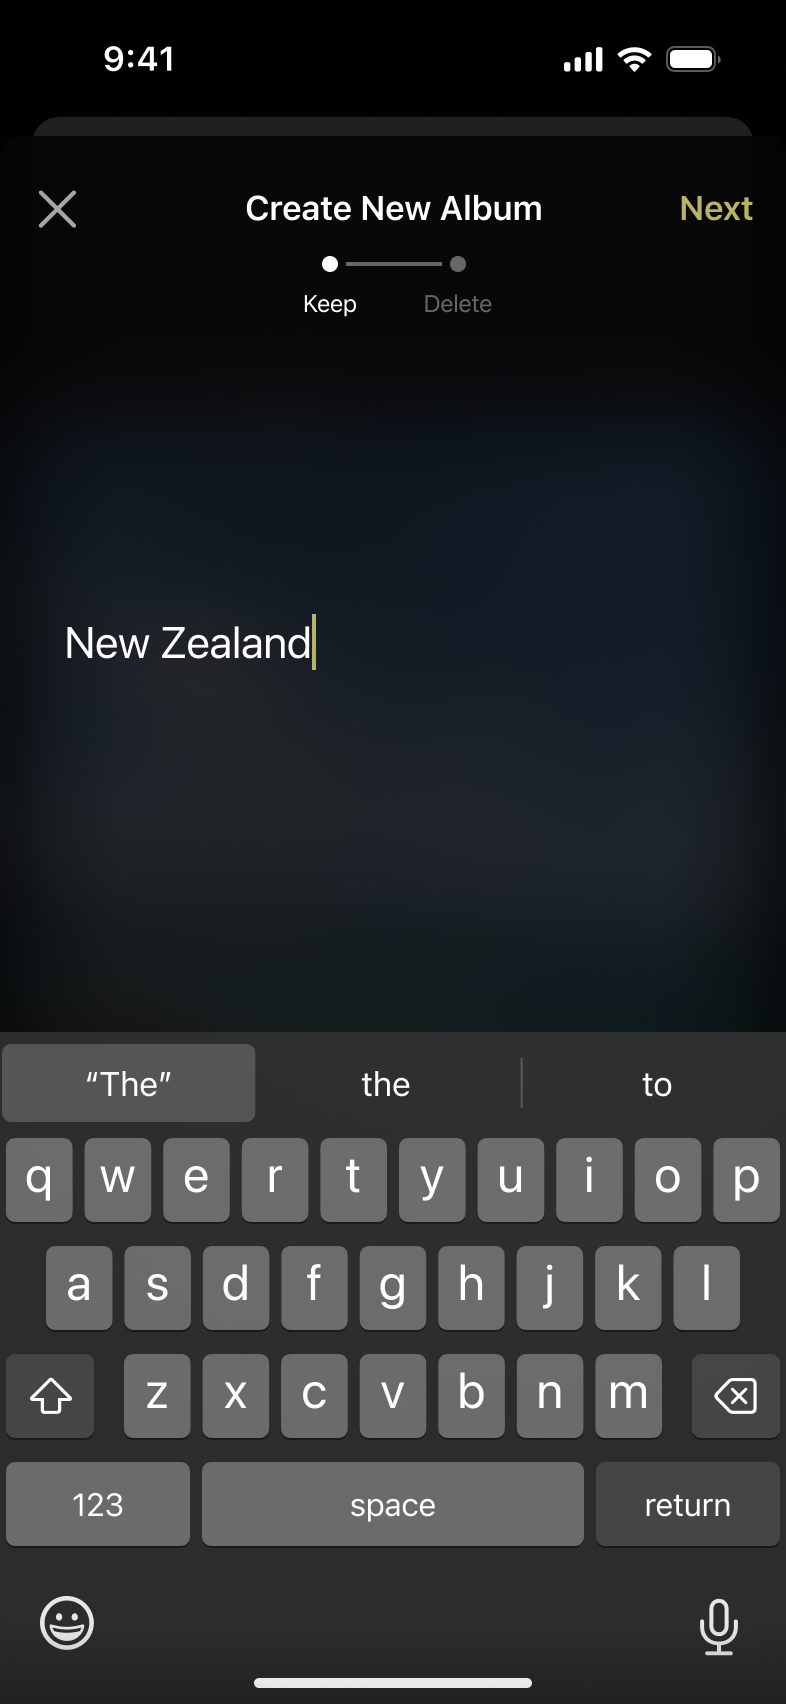 9:41
Create New Album
Next
Keep
Delete
New Zealand
“The”
the
to
q w e r t y u i o p
a s d f g h j k l
z x c v b n m
123
space
return